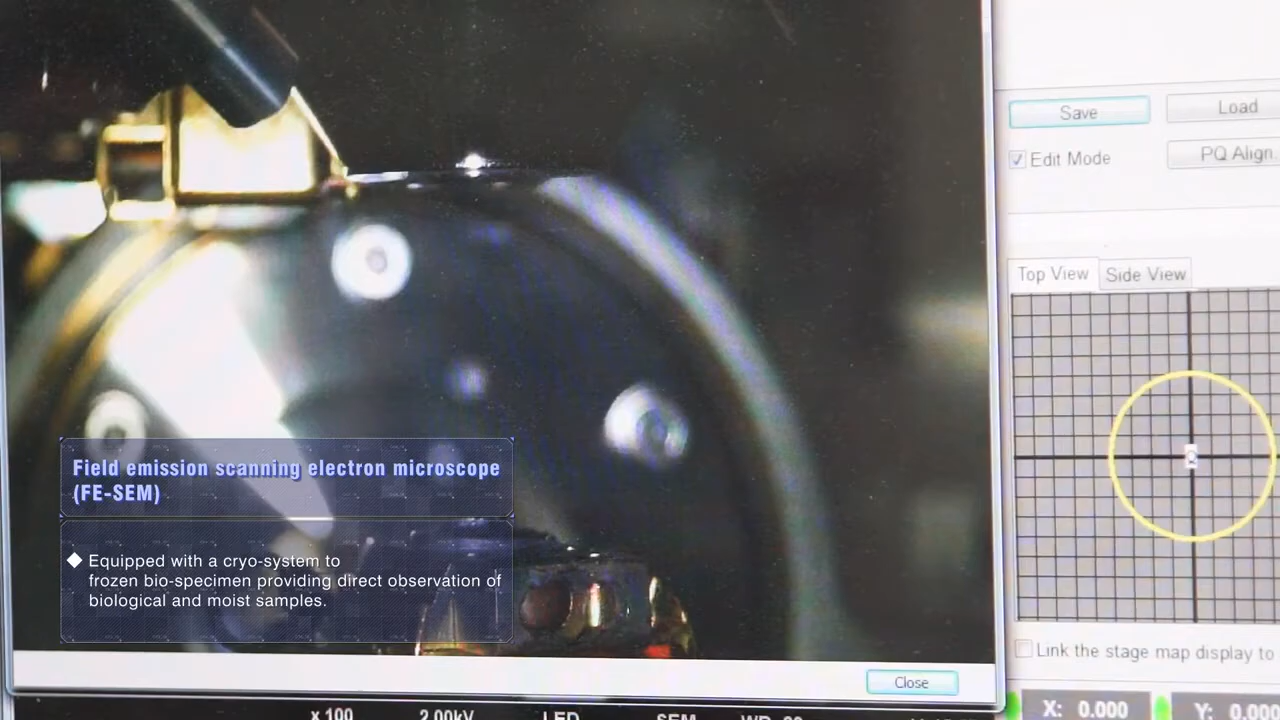 Save
Load
Edit Mode
PQ Align.
Top View
Side View
Field emission scanning electron microscope
(FE-SEM)
Equipped with a cryo-system to
frozen bio-specimen providing direct observation of
biological and moist samples.
Link the stage map display to
Close
X: 0.000
Y: 0.000
x 100 2.00kV LED SEM WD